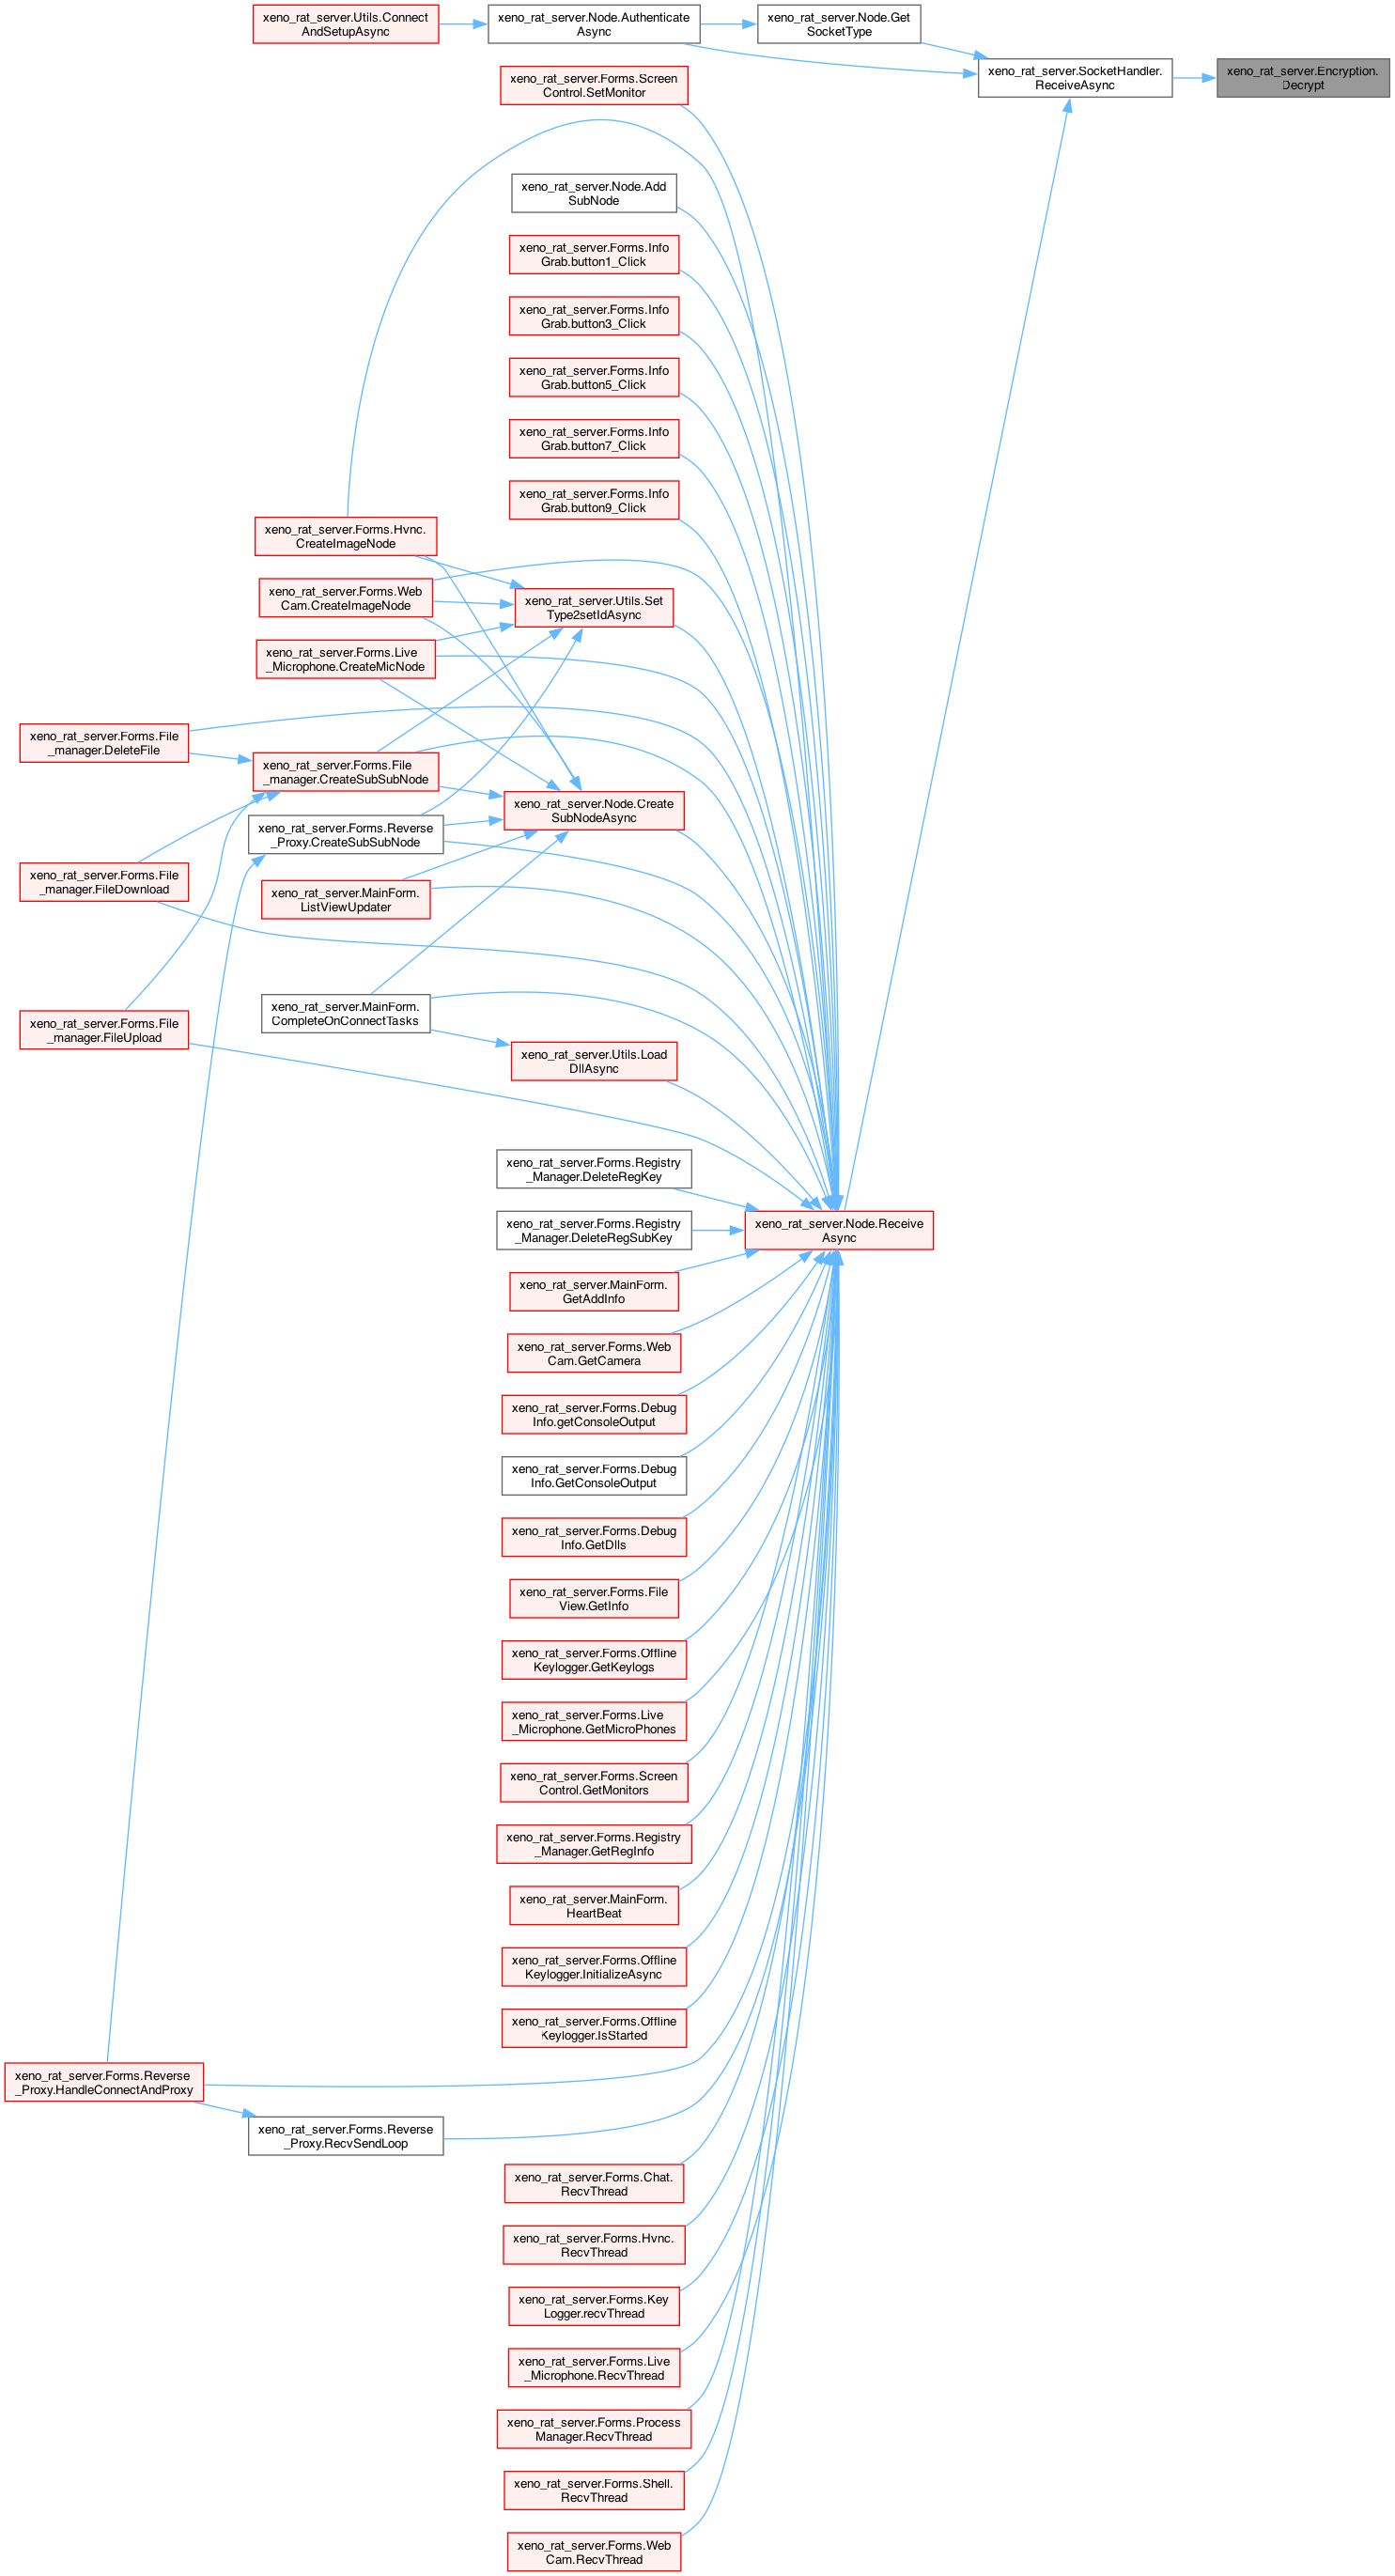 xeno_rat_server.Utils.Connect
AndSetupAsync
xeno_rat_server.Node.Authenticate
Async
xeno_rat_server.Node.Get
SocketType
xeno_rat_server.SocketHandler.
ReceiveAsync
xeno_rat_server.Encryption.
Decrypt
xeno_rat_server.Forms.Screen
Control.SetMonitor
xeno_rat_server.Node.Add
SubNode
xeno_rat_server.Forms.Info
Grab.button1_Click
xeno_rat_server.Forms.Info
Grab.button3_Click
xeno_rat_server.Forms.Info
Grab.button5_Click
xeno_rat_server.Forms.Info
Grab.button7_Click
xeno_rat_server.Forms.Info
Grab.button9_Click
xeno_rat_server.Forms.Hvnc.
CreateImageNode
xeno_rat_server.Forms.Web
Cam.CreateImageNode
xeno_rat_server.Utils.Set
Type2setIdAsync
xeno_rat_server.Forms.Live
_Microphone.CreateMicNode
xeno_rat_server.Forms.File
_manager.DeleteFile
xeno_rat_server.Forms.File
_manager.CreateSubSubNode
xeno_rat_server.Node.Create
SubNodeAsync
xeno_rat_server.Forms.Reverse
_Proxy.CreateSubSubNode
xeno_rat_server.Forms.File
_manager.FileDownload
xeno_rat_server.MainForm.
ListViewUpdater
xeno_rat_server.MainForm.
CompleteOnConnectTasks
xeno_rat_server.Forms.File
_manager.FileUpload
xeno_rat_server.Utils.Load
DllAsync
xeno_rat_server.Forms.Registry
_Manager.DeleteRegKey
xeno_rat_server.Forms.Registry
_Manager.DeleteRegSubKey
xeno_rat_server.Node.Receive
Async
xeno_rat_server.MainForm.
GetAddInfo
xeno_rat_server.Forms.Web
Cam.GetCamera
xeno_rat_server.Forms.Debug
Info.getConsoleOutput
xeno_rat_server.Forms.Debug
Info.GetConsoleOutput
xeno_rat_server.Forms.Debug
Info.GetDlls
xeno_rat_server.Forms.File
View.GetInfo
xeno_rat_server.Forms.Offline
Keylogger.GetKeylogs
xeno_rat_server.Forms.Live
_Microphone.GetMicroPhones
xeno_rat_server.Forms.Screen
Control.GetMonitors
xeno_rat_server.Forms.Registry
_Manager.GetRegInfo
xeno_rat_server.MainForm.
HeartBeat
xeno_rat_server.Forms.Offline
Keylogger.InitializeAsync
xeno_rat_server.Forms.Offline
Keylogger.IsStarted
xeno_rat_server.Forms.Reverse
_Proxy.HandleConnectAndProxy
xeno_rat_server.Forms.Reverse
_Proxy.RecvSendLoop
xeno_rat_server.Forms.Chat.
RecvThread
xeno_rat_server.Forms.Hvnc.
RecvThread
xeno_rat_server.Forms.Key
Logger.recvThread
xeno_rat_server.Forms.Live
_Microphone.RecvThread
xeno_rat_server.Forms.Process
Manager.RecvThread
xeno_rat_server.Forms.Shell.
RecvThread
xeno_rat_server.Forms.Web
Cam.RecvThread